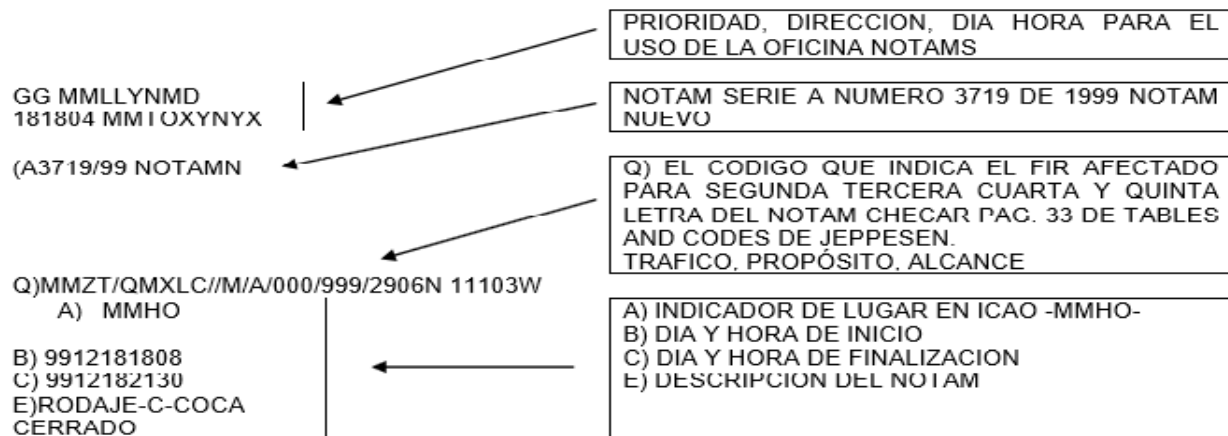 PRIORIDAD, DIRECCION, DIA HORA PARA EL
USO DE LA OFICINA NOTAMS
GG MMLLYNMD
181804 MMTOXYNYX
NOTAM SERIE A NUMERO 3719 DE 1999 NOTAM
NUEVO
(A3719/99 NOTAMN
Q) EL CODIGO QUE INDICA EL FIR AFECTADO
PARA SEGUNDA TERCERA CUARTA Y QUINTA
LETRA DEL NOTAM CHECAR PAG. 33 DE TABLES
AND CODES DE JEPPESEN.
TRAFICO, PROPÓSITO, ALCANCE
Q)MMZT/QMXLC//M/A/000/999/2906N 11103W
A) MMHO
B) 9912181808
C) 9912182130
E)RODAJE-C-COCA
CERRADO
A) INDICADOR DE LUGAR EN ICAO -MMHO-
B) DIA Y HORA DE INICIO
C) DIA Y HORA DE FINALIZACION
E) DESCRIPCION DEL NOTAM